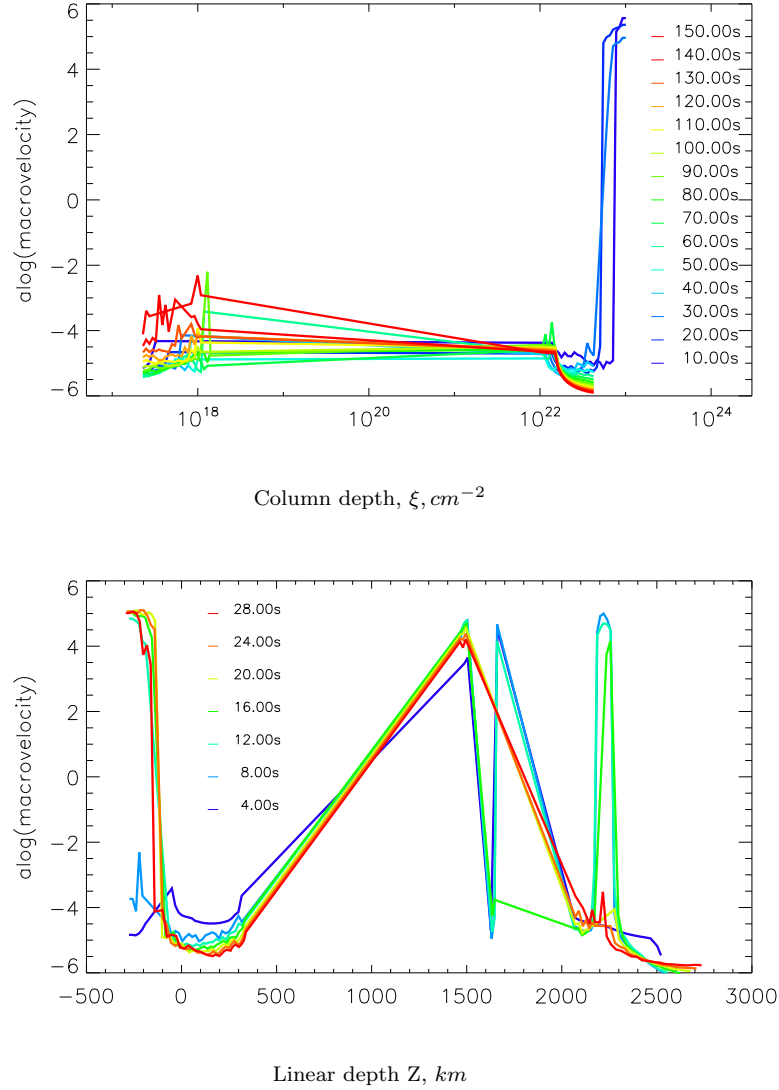 6
4
2
0
−2
−4
−6
alog(macrovelocity)
150.00s
140.00s
130.00s
120.00s
110.00s
100.00s
90.00s
80.00s
70.00s
60.00s
50.00s
40.00s
30.00s
20.00s
10.00s
10^18 10^20 10^22 10^24
Column depth, ξ, cm^−2
6
4
2
0
−2
−4
−6
alog(macrovelocity)
28.00s
24.00s
20.00s
16.00s
12.00s
8.00s
4.00s
−500 0 500 1000 1500 2000 2500 3000
Linear depth Z, km